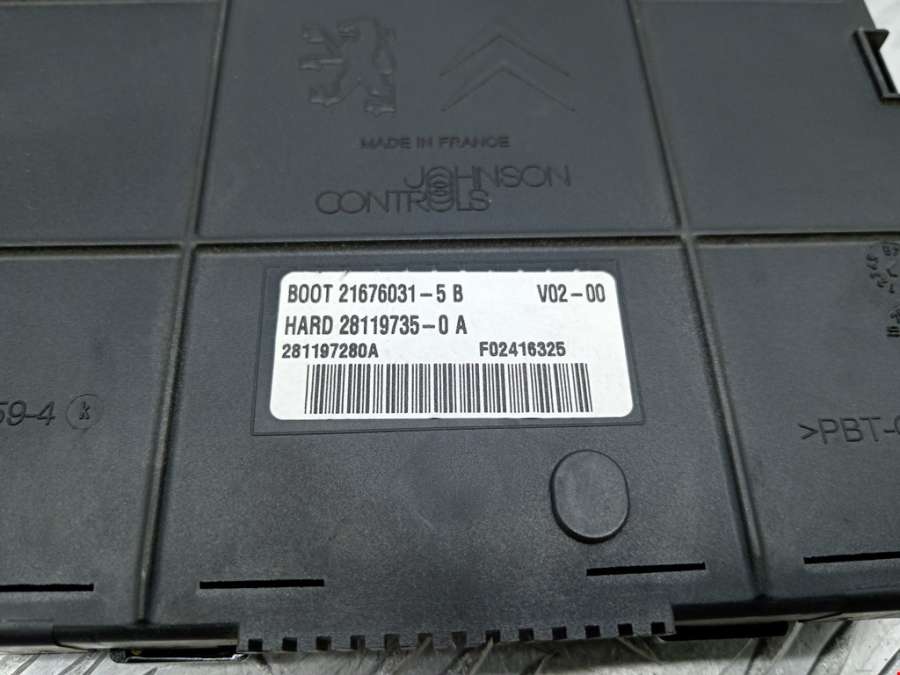 MADE IN FRANCE
JOHNSON
CONTROLS
BOOT 21676031-5 B V02-00
HARD 28119735-0 A
281197280A F02416325
59-4 k
>PBT-